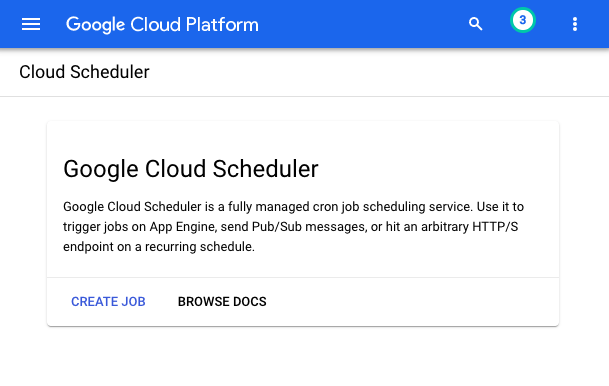 Google Cloud Platform
3
Cloud Scheduler
Google Cloud Scheduler
Google Cloud Scheduler is a fully managed cron job scheduling service. Use it to
trigger jobs on App Engine, send Pub/Sub messages, or hit an arbitrary HTTP/S
endpoint on a recurring schedule.
CREATE JOB BROWSE DOCS